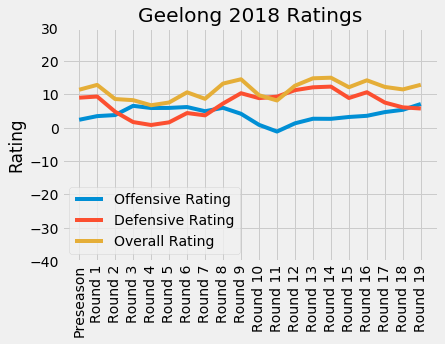 Geelong 2018 Ratings
30
20
10
0
−10
−20
−30
−40
Rating
Offensive Rating
Defensive Rating
Overall Rating
Preseason
Round 1
Round 2
Round 3
Round 4
Round 5
Round 6
Round 7
Round 8
Round 9
Round 10
Round 11
Round 12
Round 13
Round 14
Round 15
Round 16
Round 17
Round 18
Round 19